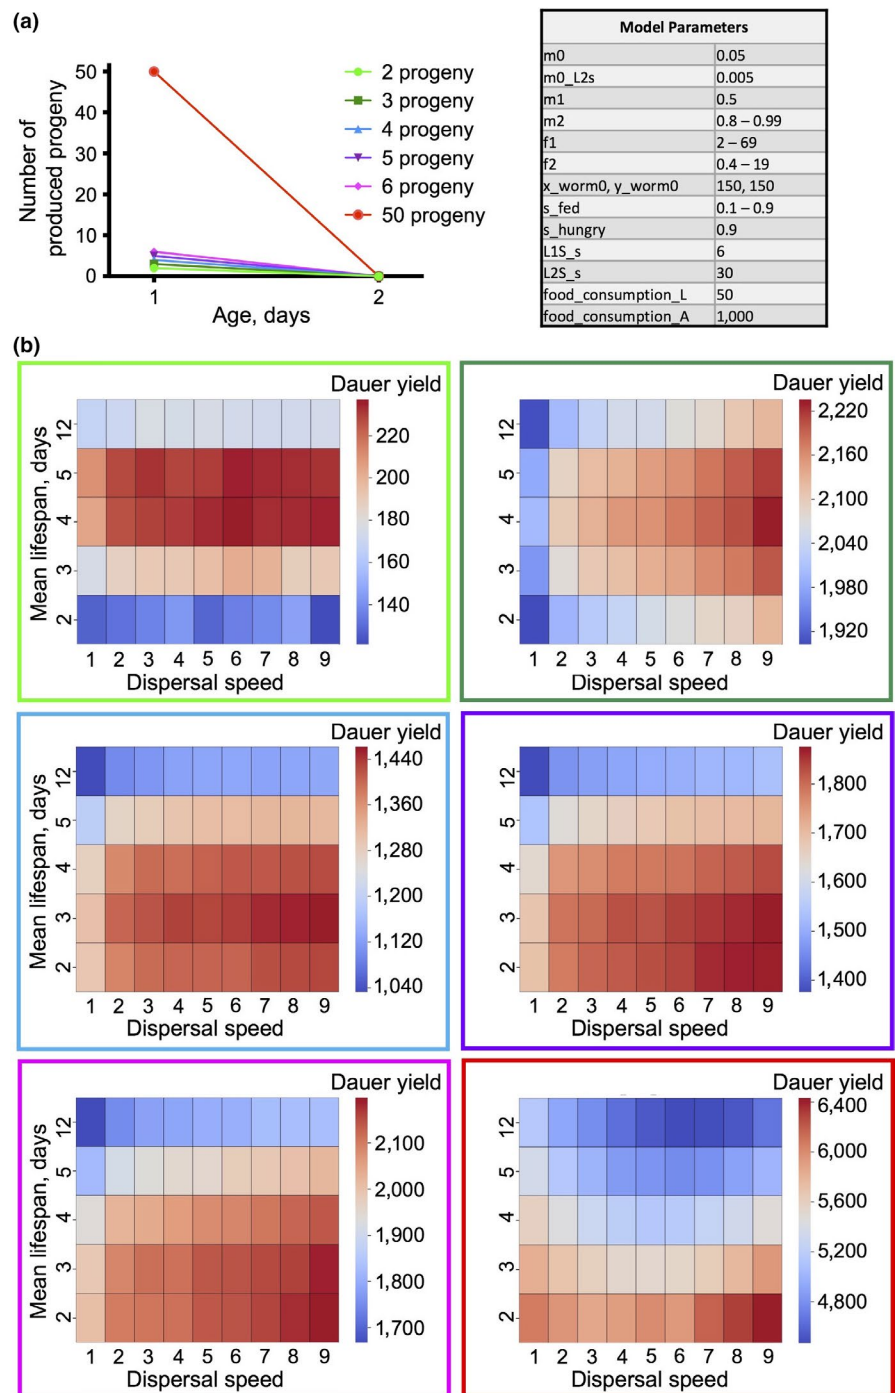 (a)
Number of
produced progeny
50
40
30
20
10
0
1
2
Age, days
2 progeny
3 progeny
4 progeny
5 progeny
6 progeny
50 progeny
Model Parameters
m0 0.05
m0_L2s 0.005
m1 0.5
m2 0.8 – 0.99
f1 2 – 69
f2 0.4 – 19
x_worm0, y_worm0 150, 150
s_fed 0.1 – 0.9
s_hungry 0.9
L1S_s 6
L2S_s 30
food_consumption_L 50
food_consumption_A 1,000
(b)
Dauer yield
Mean lifespan, days
12
5
4
3
2
1 2 3 4 5 6 7 8 9
Dispersal speed
220
200
180
160
140
Dauer yield
12
5
4
3
2
1 2 3 4 5 6 7 8 9
Dispersal speed
2,220
2,160
2,100
2,040
1,980
1,920
Dauer yield
Mean lifespan, days
12
5
4
3
2
1 2 3 4 5 6 7 8 9
Dispersal speed
1,440
1,360
1,280
1,200
1,120
1,040
Dauer yield
12
5
4
3
2
1 2 3 4 5 6 7 8 9
Dispersal speed
1,800
1,700
1,600
1,500
1,400
Dauer yield
Mean lifespan, days
12
5
4
3
2
1 2 3 4 5 6 7 8 9
Dispersal speed
2,100
2,000
1,900
1,800
1,700
Dauer yield
12
5
4
3
2
1 2 3 4 5 6 7 8 9
Dispersal speed
6,400
6,000
5,600
5,200
4,800